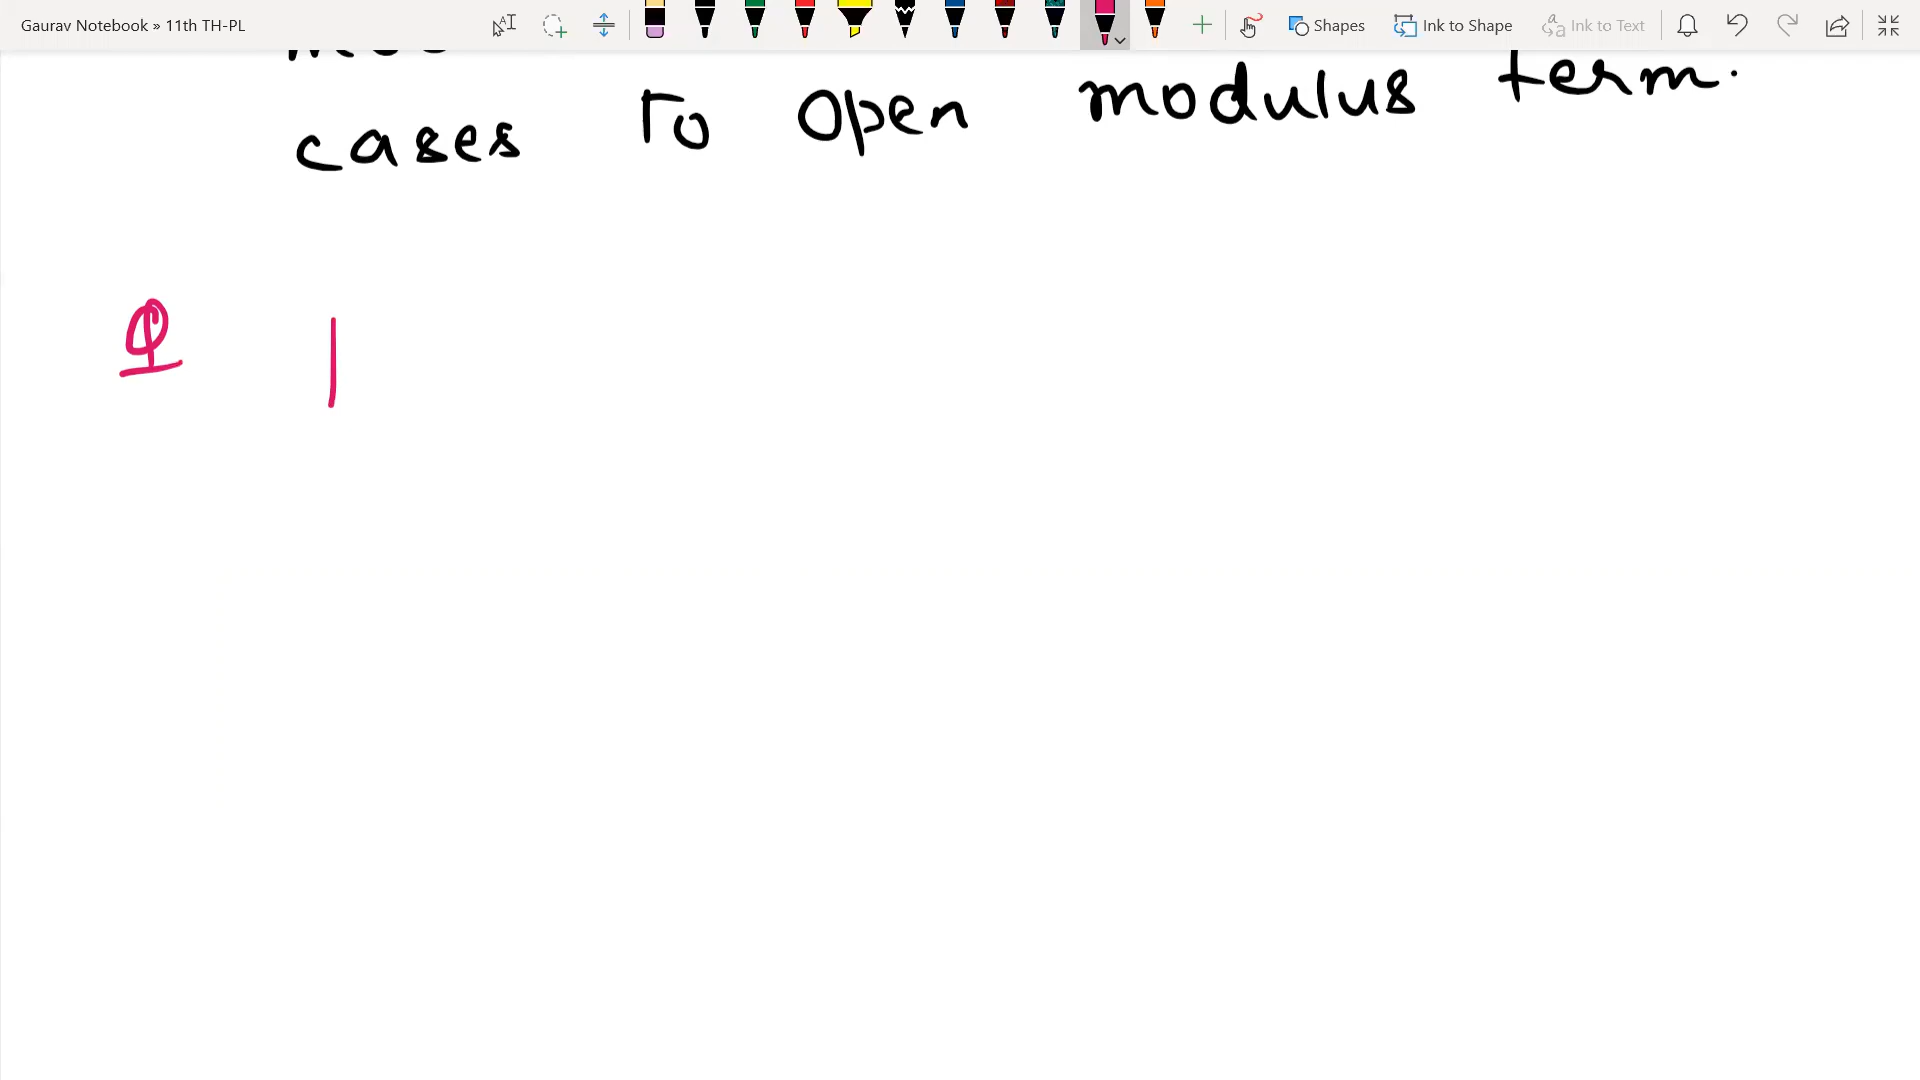 Gaurav Notebook » 11th TH-PL
Shapes
Ink to Shape
Ink to Text
cases to open modulus term.
Q |